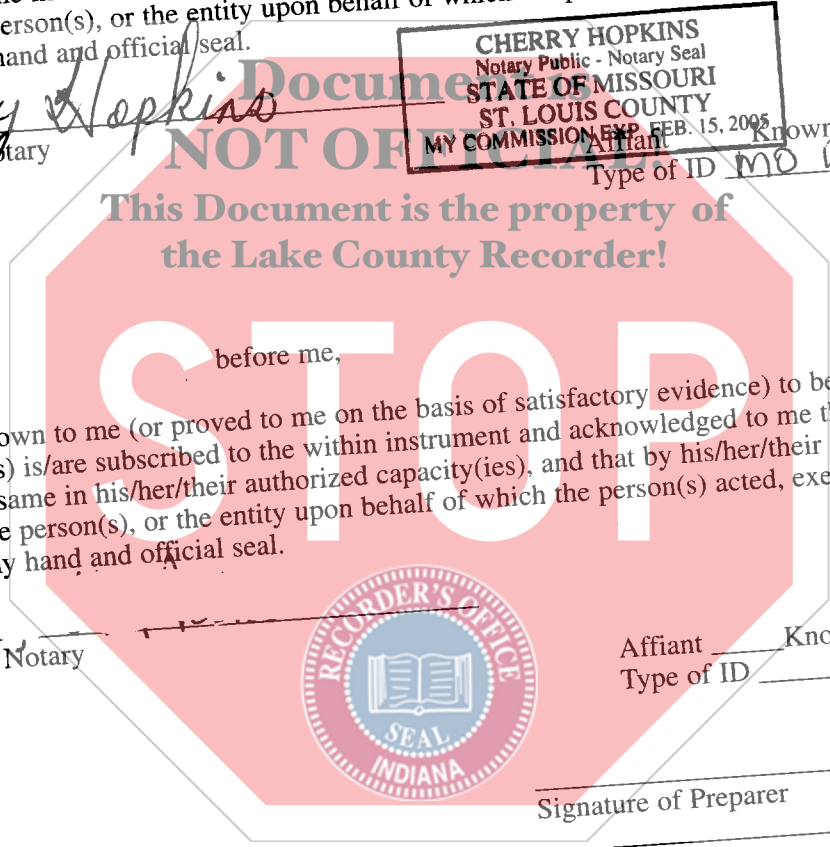 erson(s), or the entity upon behalf of which
hand and official seal.
Hopkins
CHERRY HOPKINS
Notary Public - Notary Seal
STATE OF MISSOURI
ST. LOUIS COUNTY
MY COMMISSION EXP. FEB. 15, 2005
Document is
NOT OFFICIAL!
This Document is the property of
the Lake County Recorder!
otary
Affiant Known
Type of ID MO
STOP
before me,
own to me (or proved to me on the basis of satisfactory evidence) to be
s) is/are subscribed to the within instrument and acknowledged to me th
same in his/her/their authorized capacity(ies), and that by his/her/their
e person(s), or the entity upon behalf of which the person(s) acted, exe
y hand and official seal.
RECORDER'S OFFICE
SEAL
INDIANA
Notary
Affiant _____Kno
Type of ID
Signature of Preparer